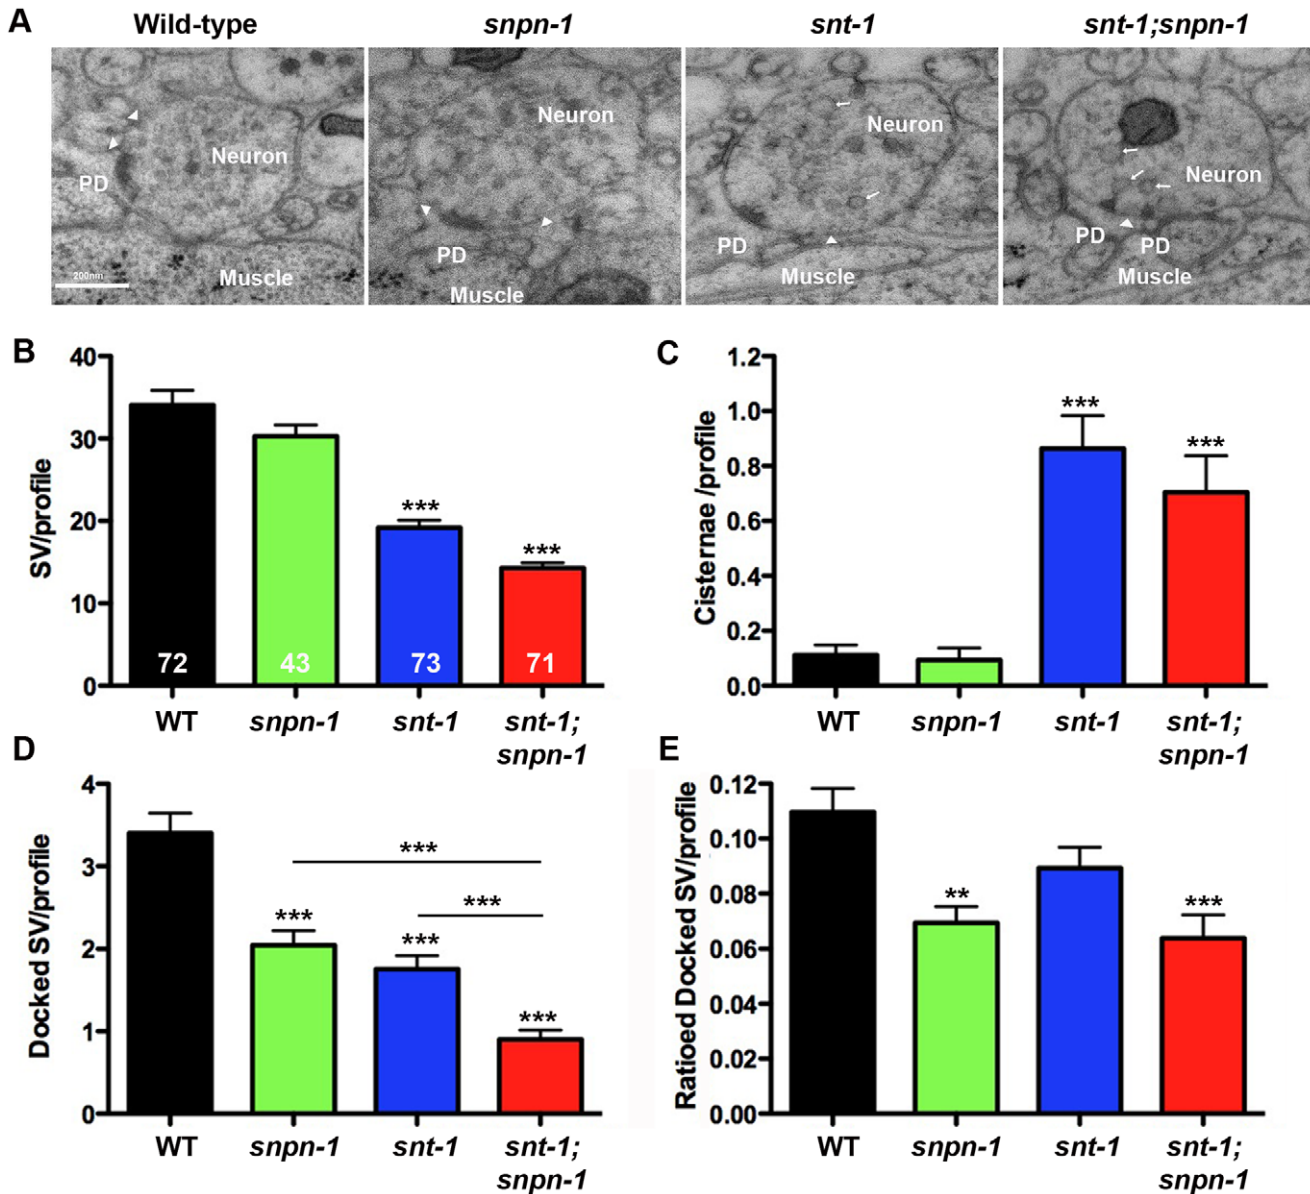 A Wild-type snpn-1 snt-1 snt-1;snpn-1
Neuron
PD
Muscle
200nm
Neuron
PD
Muscle
Neuron
PD
Muscle
Neuron
PD
PD
Muscle
B
SV/profile
40
30
20
10
0
*** ***
72 43 73 71
WT snpn-1 snt-1 snt-1;
snpn-1
C
Cisternae /profile
1.2
1.0
0.8
0.6
0.4
0.2
0.0
*** ***
WT snpn-1 snt-1 snt-1;
snpn-1
D
Docked SV/profile
4
3
2
1
0
***
***
*** *** ***
WT snpn-1 snt-1 snt-1;
snpn-1
E
Ratioed Docked SV/profile
0.12
0.10
0.08
0.06
0.04
0.02
0.00
** ***
WT snpn-1 snt-1 snt-1;
snpn-1